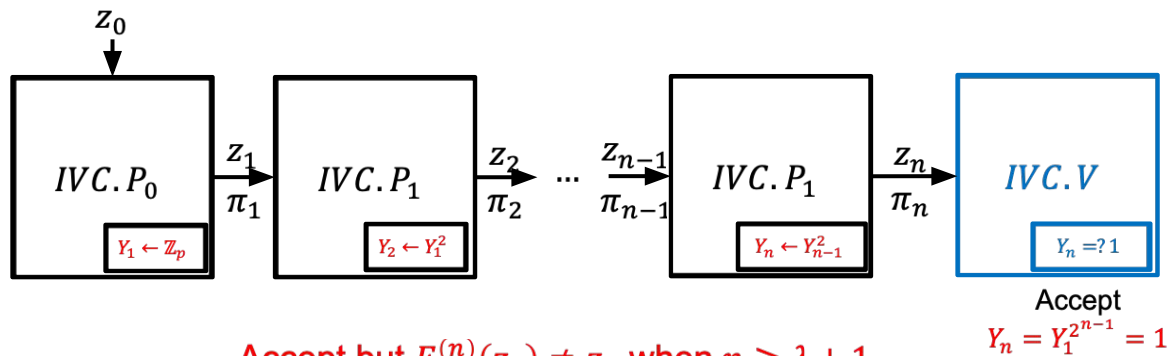 z_0
IVC.P_0
Y_1 ← ℤ_p
z_1
π_1
IVC.P_1
Y_2 ← Y_1^2
z_2
π_2
...
z_{n-1}
π_{n-1}
IVC.P_1
Y_n ← Y_{n-1}^2
z_n
π_n
IVC.V
Y_n =? 1
Accept
Y_n = Y_1^{2^{n-1}} = 1